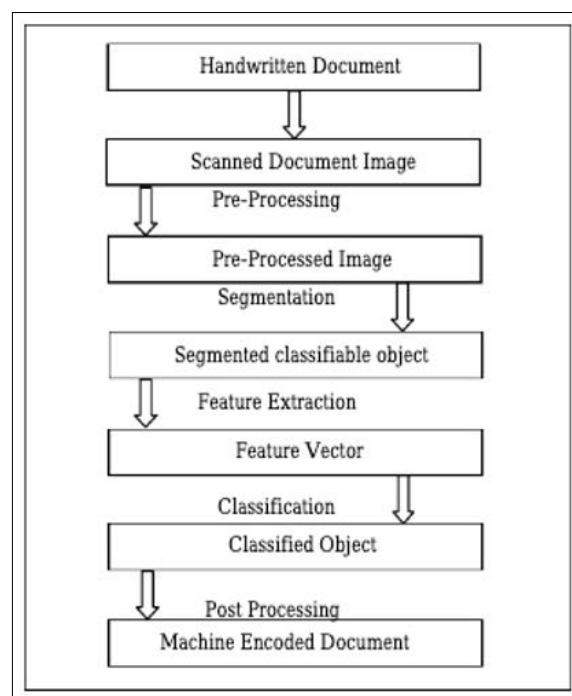 Handwritten Document
Scanned Document Image
Pre-Processing
Pre-Processed Image
Segmentation
Segmented classifiable object
Feature Extraction
Feature Vector
Classification
Classified Object
Post Processing
Machine Encoded Document